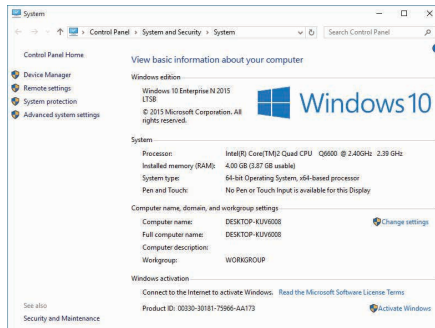 System
Control Panel > System and Security > System
Search Control Panel
Control Panel Home
Device Manager
Remote settings
System protection
Advanced system settings
View basic information about your computer
Windows edition
Windows 10 Enterprise N 2015
LTSB
© 2015 Microsoft Corporation. All
rights reserved.
Windows 10
System
Processor: Intel(R) Core(TM)2 Quad CPU Q6600 @ 2.40GHz 2.39 GHz
Installed memory (RAM): 4.00 GB (3.87 GB usable)
System type: 64-bit Operating System, x64-based processor
Pen and Touch: No Pen or Touch Input is available for this Display
Computer name, domain, and workgroup settings
Computer name: DESKTOP-KUV6008
Change settings
Full computer name: DESKTOP-KUV6008
Computer description:
Workgroup: WORKGROUP
Windows activation
Connect to the Internet to activate Windows. Read the Microsoft Software License Terms
Product ID: 00330-30181-75966-AA173
Activate Windows
See also
Security and Maintenance